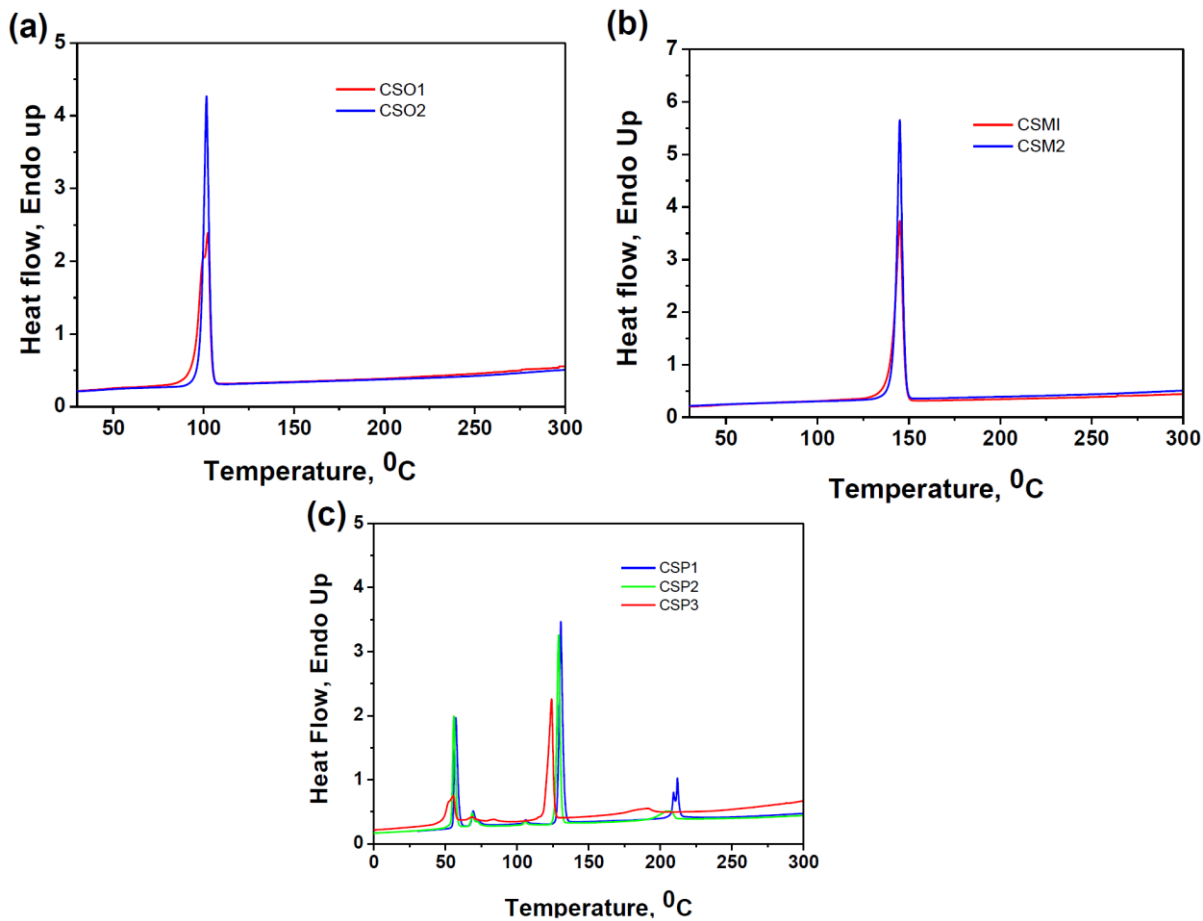 (a)
5
4
3
2
1
0
Heat flow, Endo up
CSO1
CSO2
50 100 150 200 250 300
Temperature, ⁰C
(b)
7
6
5
4
3
2
1
0
Heat flow, Endo Up
CSMI
CSM2
50 100 150 200 250 300
Temperature, ⁰C
(c)
5
4
3
2
1
0
Heat Flow, Endo Up
CSP1
CSP2
CSP3
0 50 100 150 200 250 300
Temperature, ⁰C